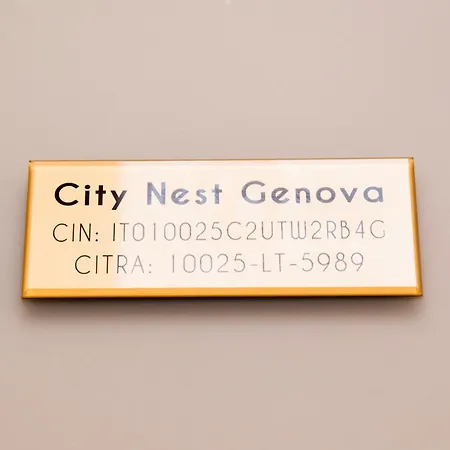 City Nest Genova
CIN: IT010025C2UTW2RB4G
CITRA: 10025-LT-5989